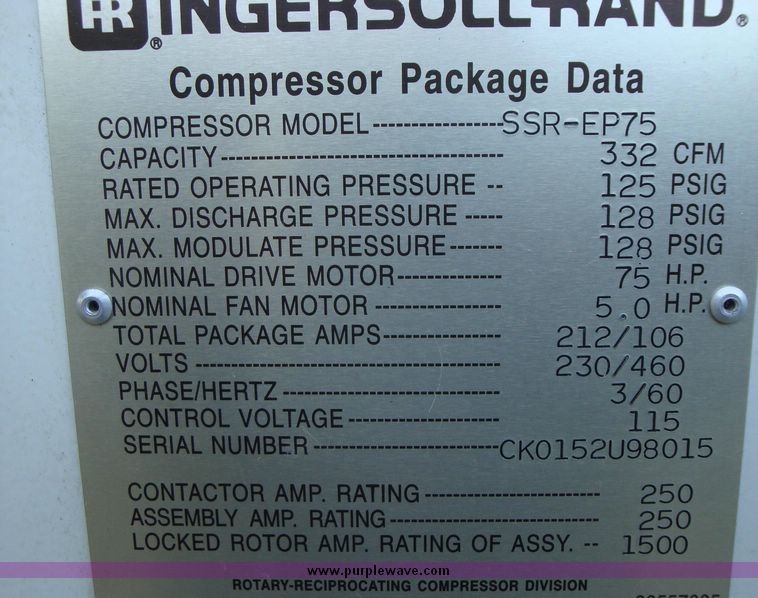 IR INGERSOLL-RAND®
®
Compressor Package Data
COMPRESSOR MODEL ---------------- SSR-EP75
CAPACITY -------------------------------- 332 CFM
RATED OPERATING PRESSURE -- 125 PSIG
MAX. DISCHARGE PRESSURE ----- 128 PSIG
MAX. MODULATE PRESSURE ------- 128 PSIG
NOMINAL DRIVE MOTOR ------------- 75 H.P.
NOMINAL FAN MOTOR ---------------- 5.0 H.P.
TOTAL PACKAGE AMPS -------------- 212/106
VOLTS ------------------------------------ 230/460
PHASE/HERTZ -------------------------- 3/60
CONTROL VOLTAGE ------------------ 115
SERIAL NUMBER ----------------------- CK0152U98015
CONTACTOR AMP. RATING ---------------------- 250
ASSEMBLY AMP. RATING -------------------------- 250
LOCKED ROTOR AMP. RATING OF ASSY. -- 1500
www.purplewave.com
ROTARY-RECIPROCATING COMPRESSOR DIVISION